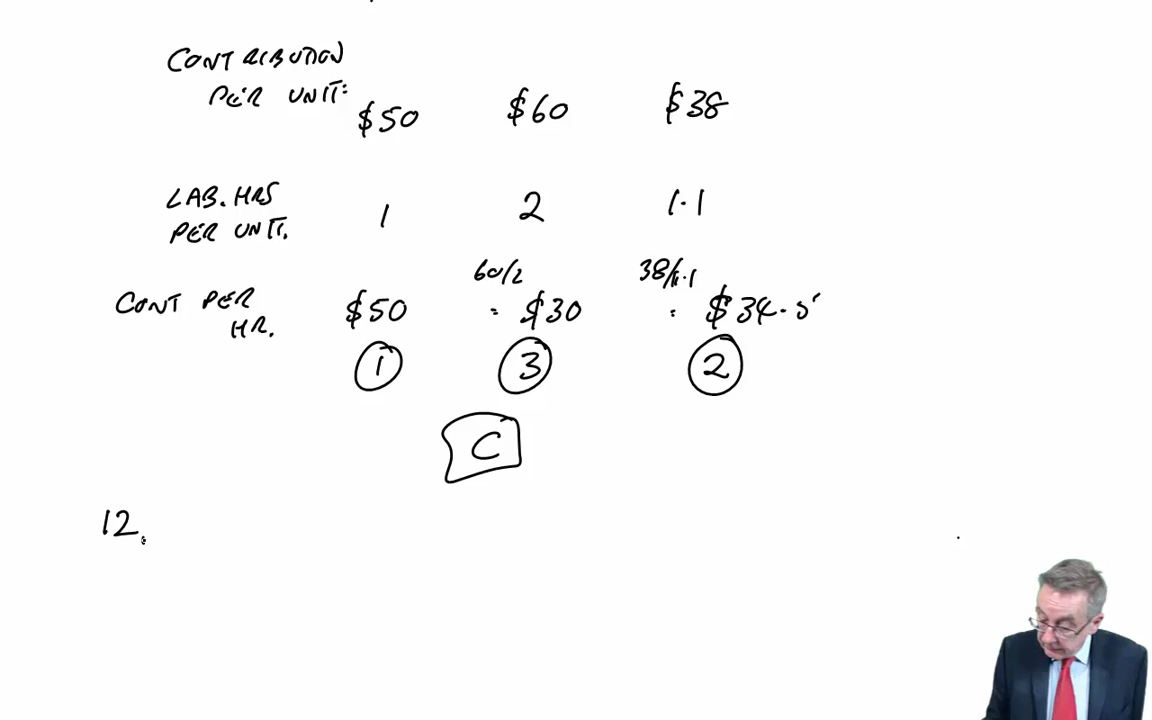 CONTRIBUTION
PER UNIT:
$50 $60 $38
LAB. HRS
PER UNIT.
1 2 1.1
60/2 38/1.1
CONT PER
HR.
$50 = $30 = $34.5
1 3 2
C
12.